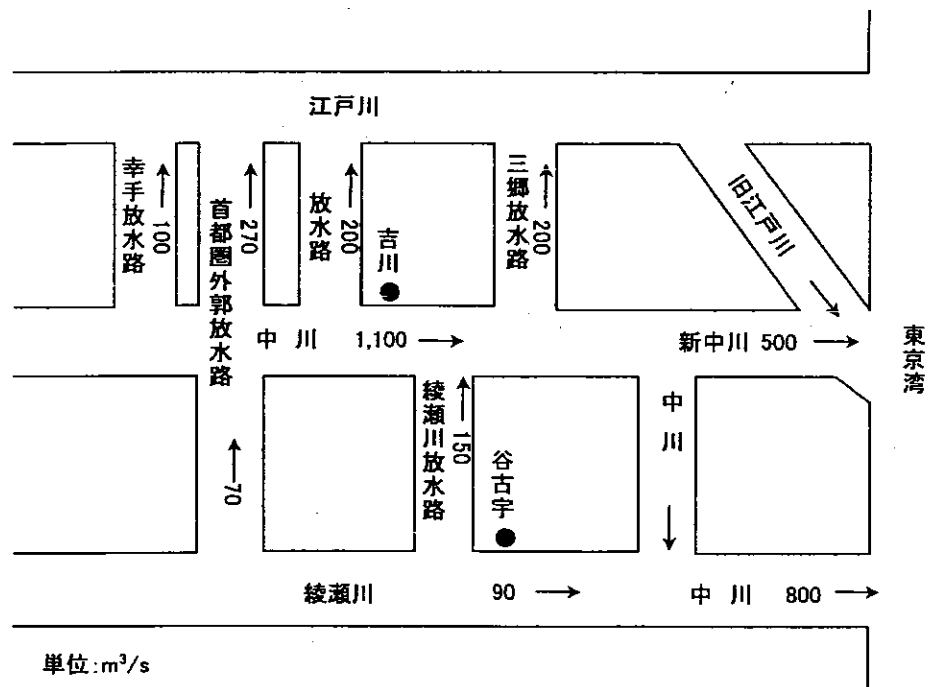 江戸川
幸手放水路
100
首都圏外郭放水路
270
放水路
200
吉川
三郷放水路
200
旧江戸川
中川 1,100
新中川 500
東京湾
70
綾瀬川放水路
150
谷古宇
中川
綾瀬川 90
中川 800
単位:m³/s